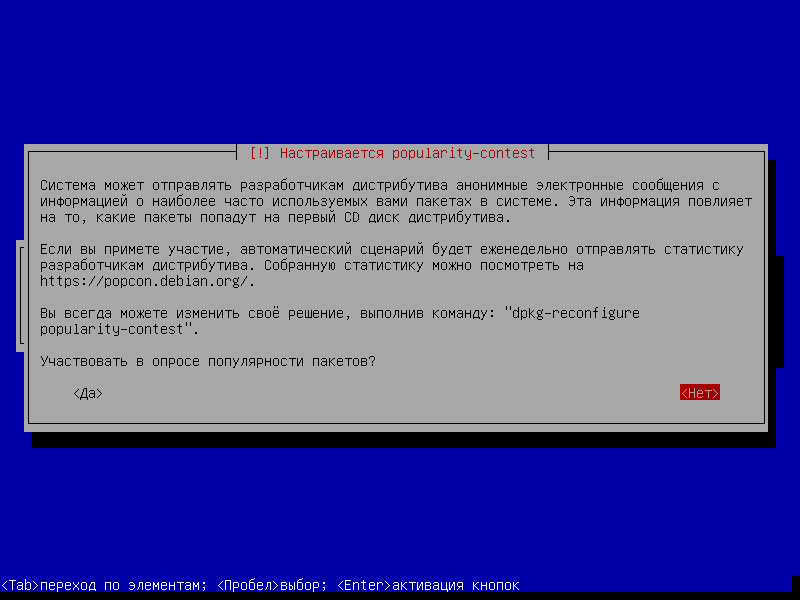 [!] Настраивается popularity-contest
Система может отправлять разработчикам дистрибутива анонимные электронные сообщения с
информацией о наиболее часто используемых вами пакетах в системе. Эта информация повлияет
на то, какие пакеты попадут на первый CD диск дистрибутива.
Если вы примете участие, автоматический сценарий будет еженедельно отправлять статистику
разработчикам дистрибутива. Собранную статистику можно посмотреть на
https://popcon.debian.org/.
Вы всегда можете изменить своё решение, выполнив команду: "dpkg-reconfigure
popularity-contest".
Участвовать в опросе популярности пакетов?
<Да> <Нет>
<Tab>переход по элементам; <Пробел>выбор; <Enter>активация кнопок